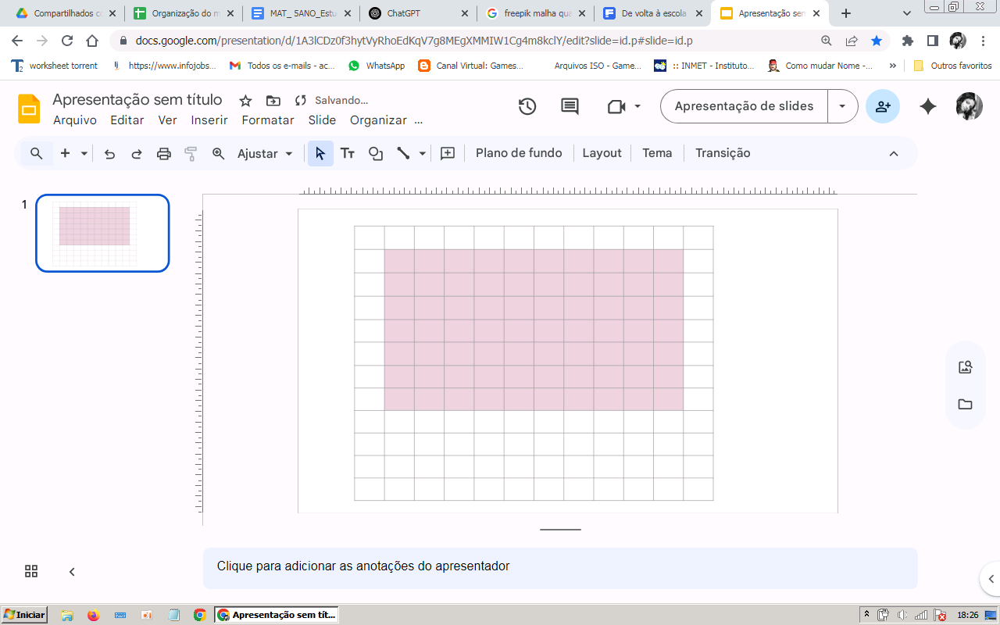 Compartilhados co
Organização do m
MAT_ 5ANO_Estu
ChatGPT
freepik malha qua
De volta à escola
Apresentação sem
docs.google.com/presentation/d/1A3lCDz0f3hytVyRhoEdKqV7g8MEgXMMIW1Cg4m8kclY/edit?slide=id.p#slide=id.p
worksheet torrent
https://www.infojobs...
Todos os e-mails - ac...
WhatsApp
Canal Virtual: Games...
Arquivos ISO - Game...
:: INMET - Instituto...
Como mudar Nome -...
»
Outros favoritos
Apresentação sem título
Salvando...
Arquivo Editar Ver Inserir Formatar Slide Organizar ...
Apresentação de slides
Ajustar
Plano de fundo
Layout
Tema
Transição
1
Clique para adicionar as anotações do apresentador
Iniciar
Apresentação sem tít...
18:26